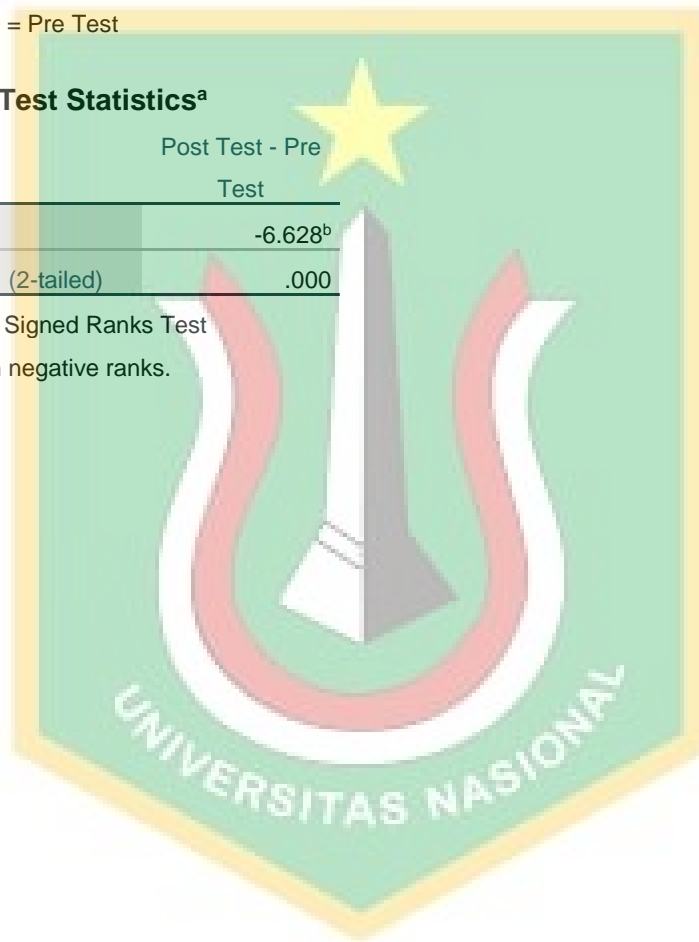 = Pre Test
Test Statisticsᵃ
Post Test - Pre
Test
-6.628ᵇ
(2-tailed) .000
Signed Ranks Test
negative ranks.
UNIVERSITAS NASIONAL